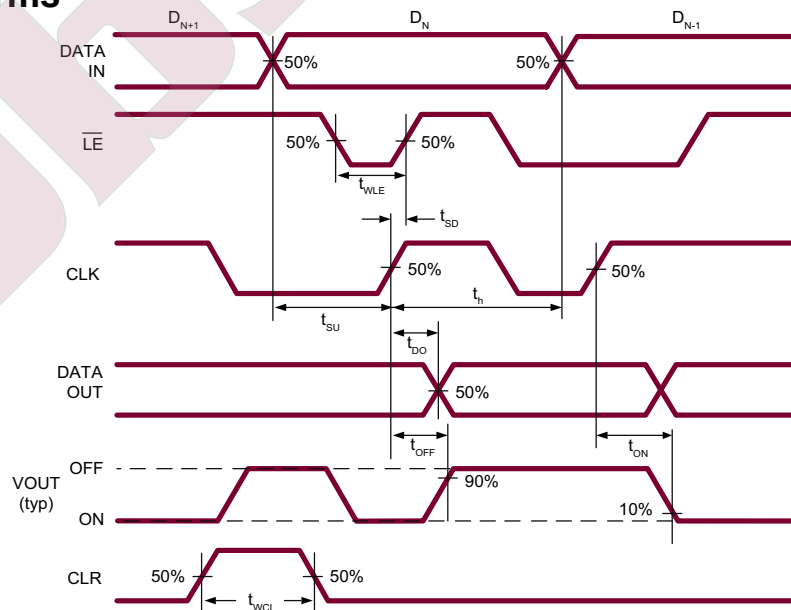 D_N+1 D_N D_N-1
DATA IN
50% 50%
LE
50% 50%
t_WLE
t_SD
CLK
50% 50%
t_SU t_h
t_DO
DATA OUT
50%
t_OFF t_ON
VOUT (typ)
OFF
90%
ON
10%
CLR
50% 50%
t_WCL